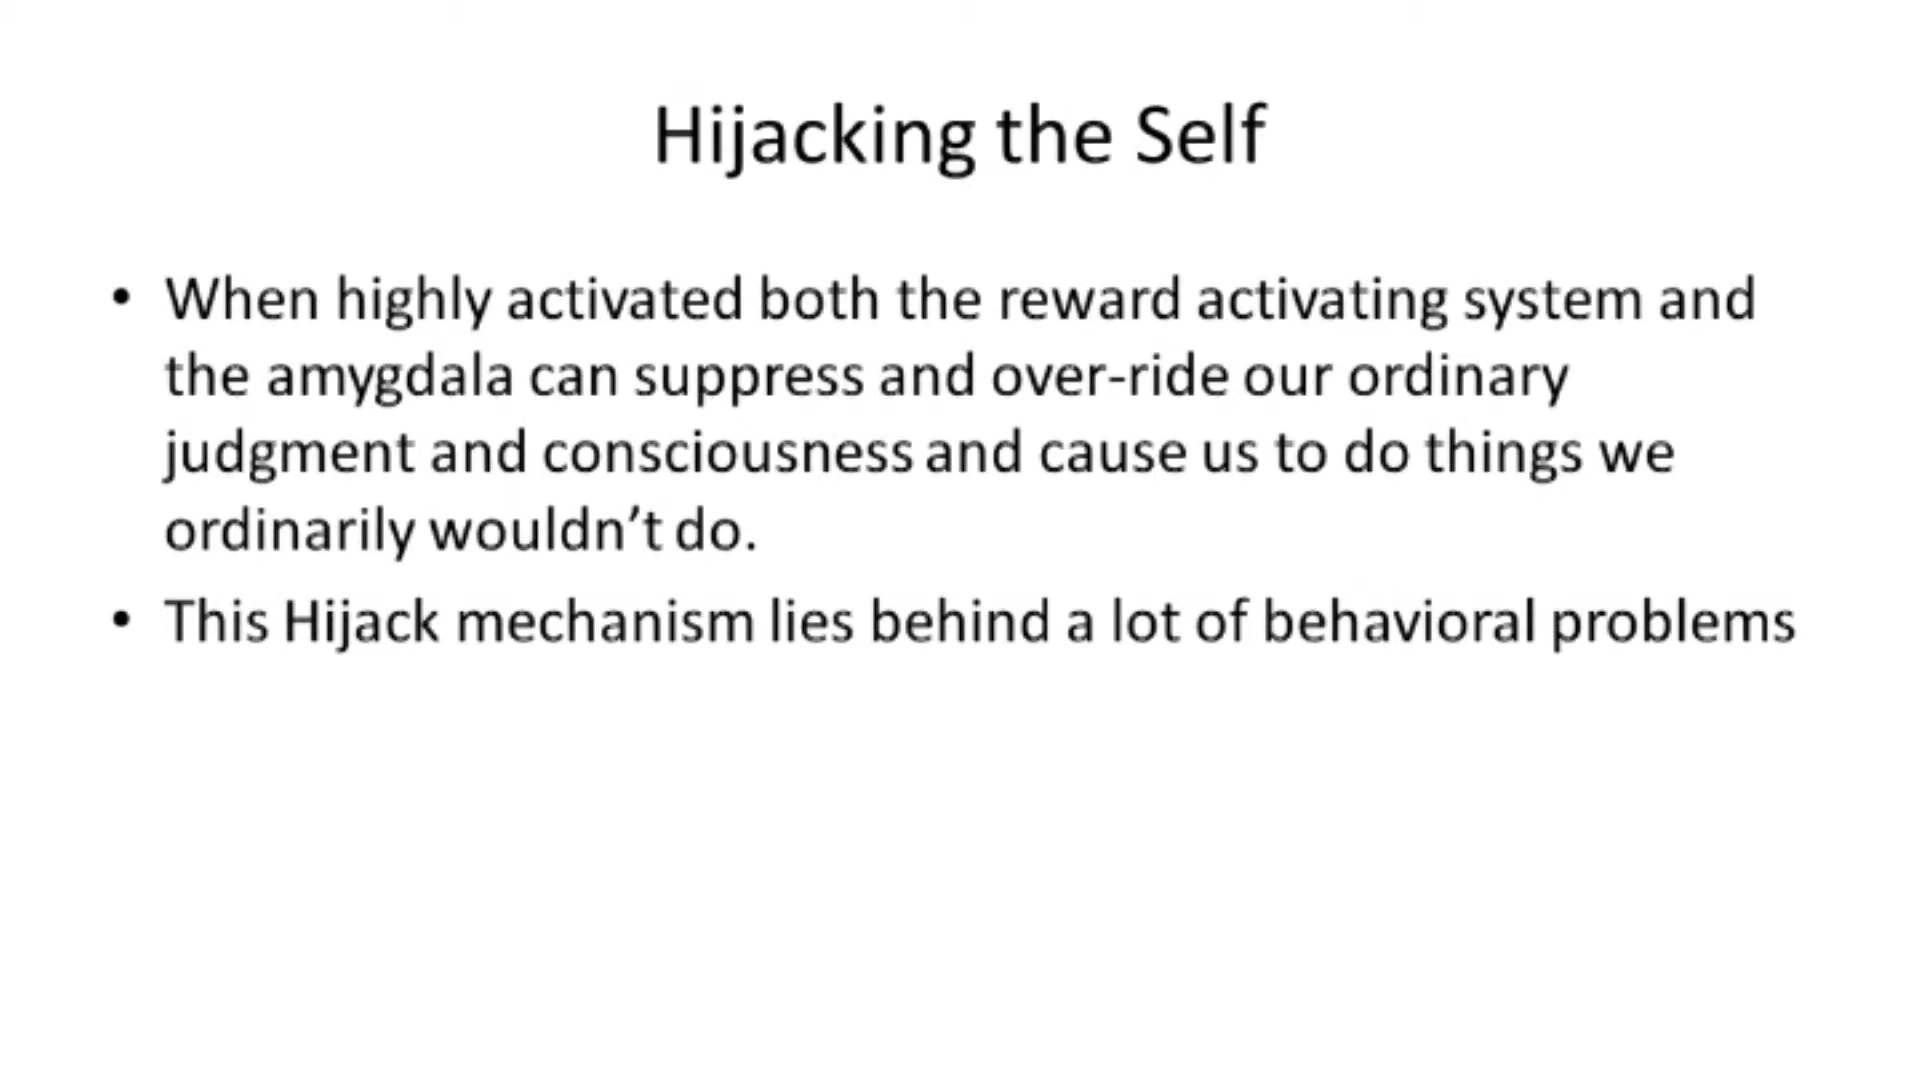 Hijacking the Self
• When highly activated both the reward activating system and
the amygdala can suppress and over-ride our ordinary
judgment and consciousness and cause us to do things we
ordinarily wouldn’t do.
• This Hijack mechanism lies behind a lot of behavioral problems